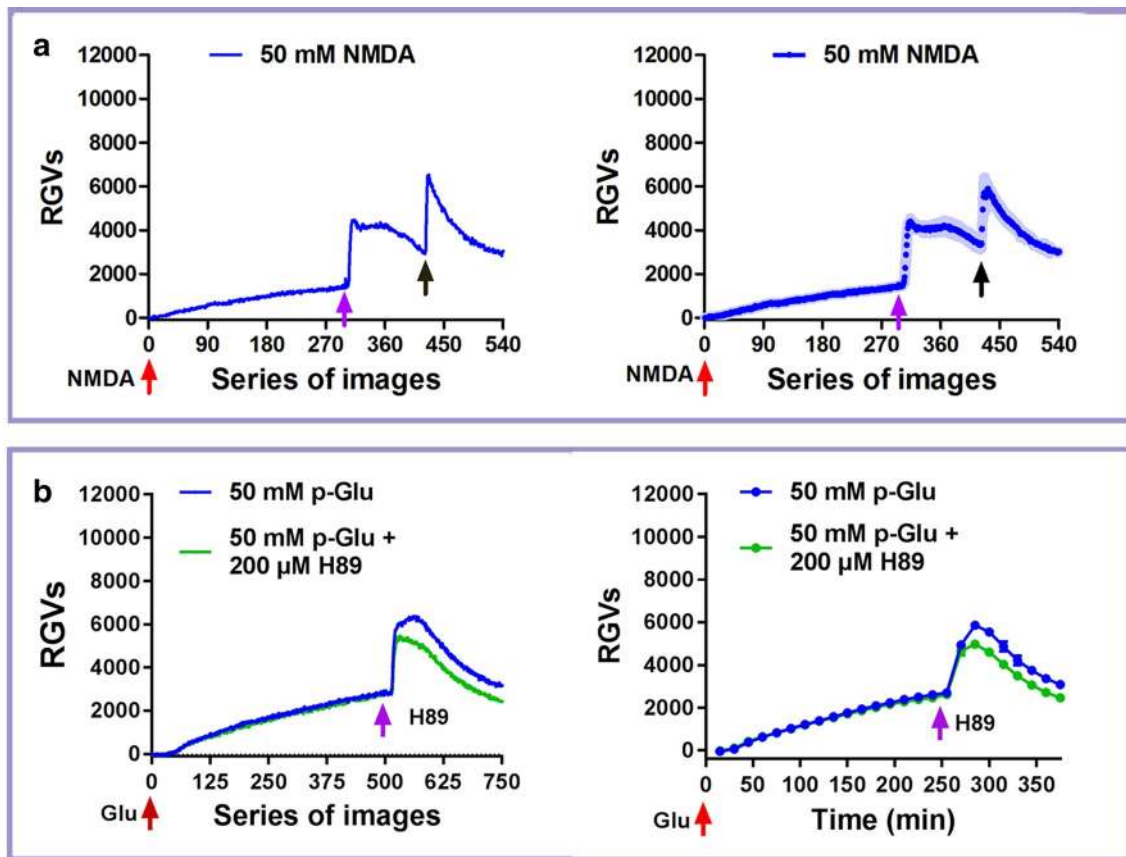 a
50 mM NMDA
RGVs
12000
10000
8000
6000
4000
2000
0
0 90 180 270 360 450 540
NMDA
Series of images
50 mM NMDA
RGVs
12000
10000
8000
6000
4000
2000
0
0 90 180 270 360 450 540
NMDA
Series of images
b
50 mM p-Glu
50 mM p-Glu +
200 µM H89
RGVs
12000
10000
8000
6000
4000
2000
0
H89
0 125 250 375 500 625 750
Glu
Series of images
50 mM p-Glu
50 mM p-Glu +
200 µM H89
RGVs
12000
10000
8000
6000
4000
2000
0
H89
0 50 100 150 200 250 300 350
Glu
Time (min)